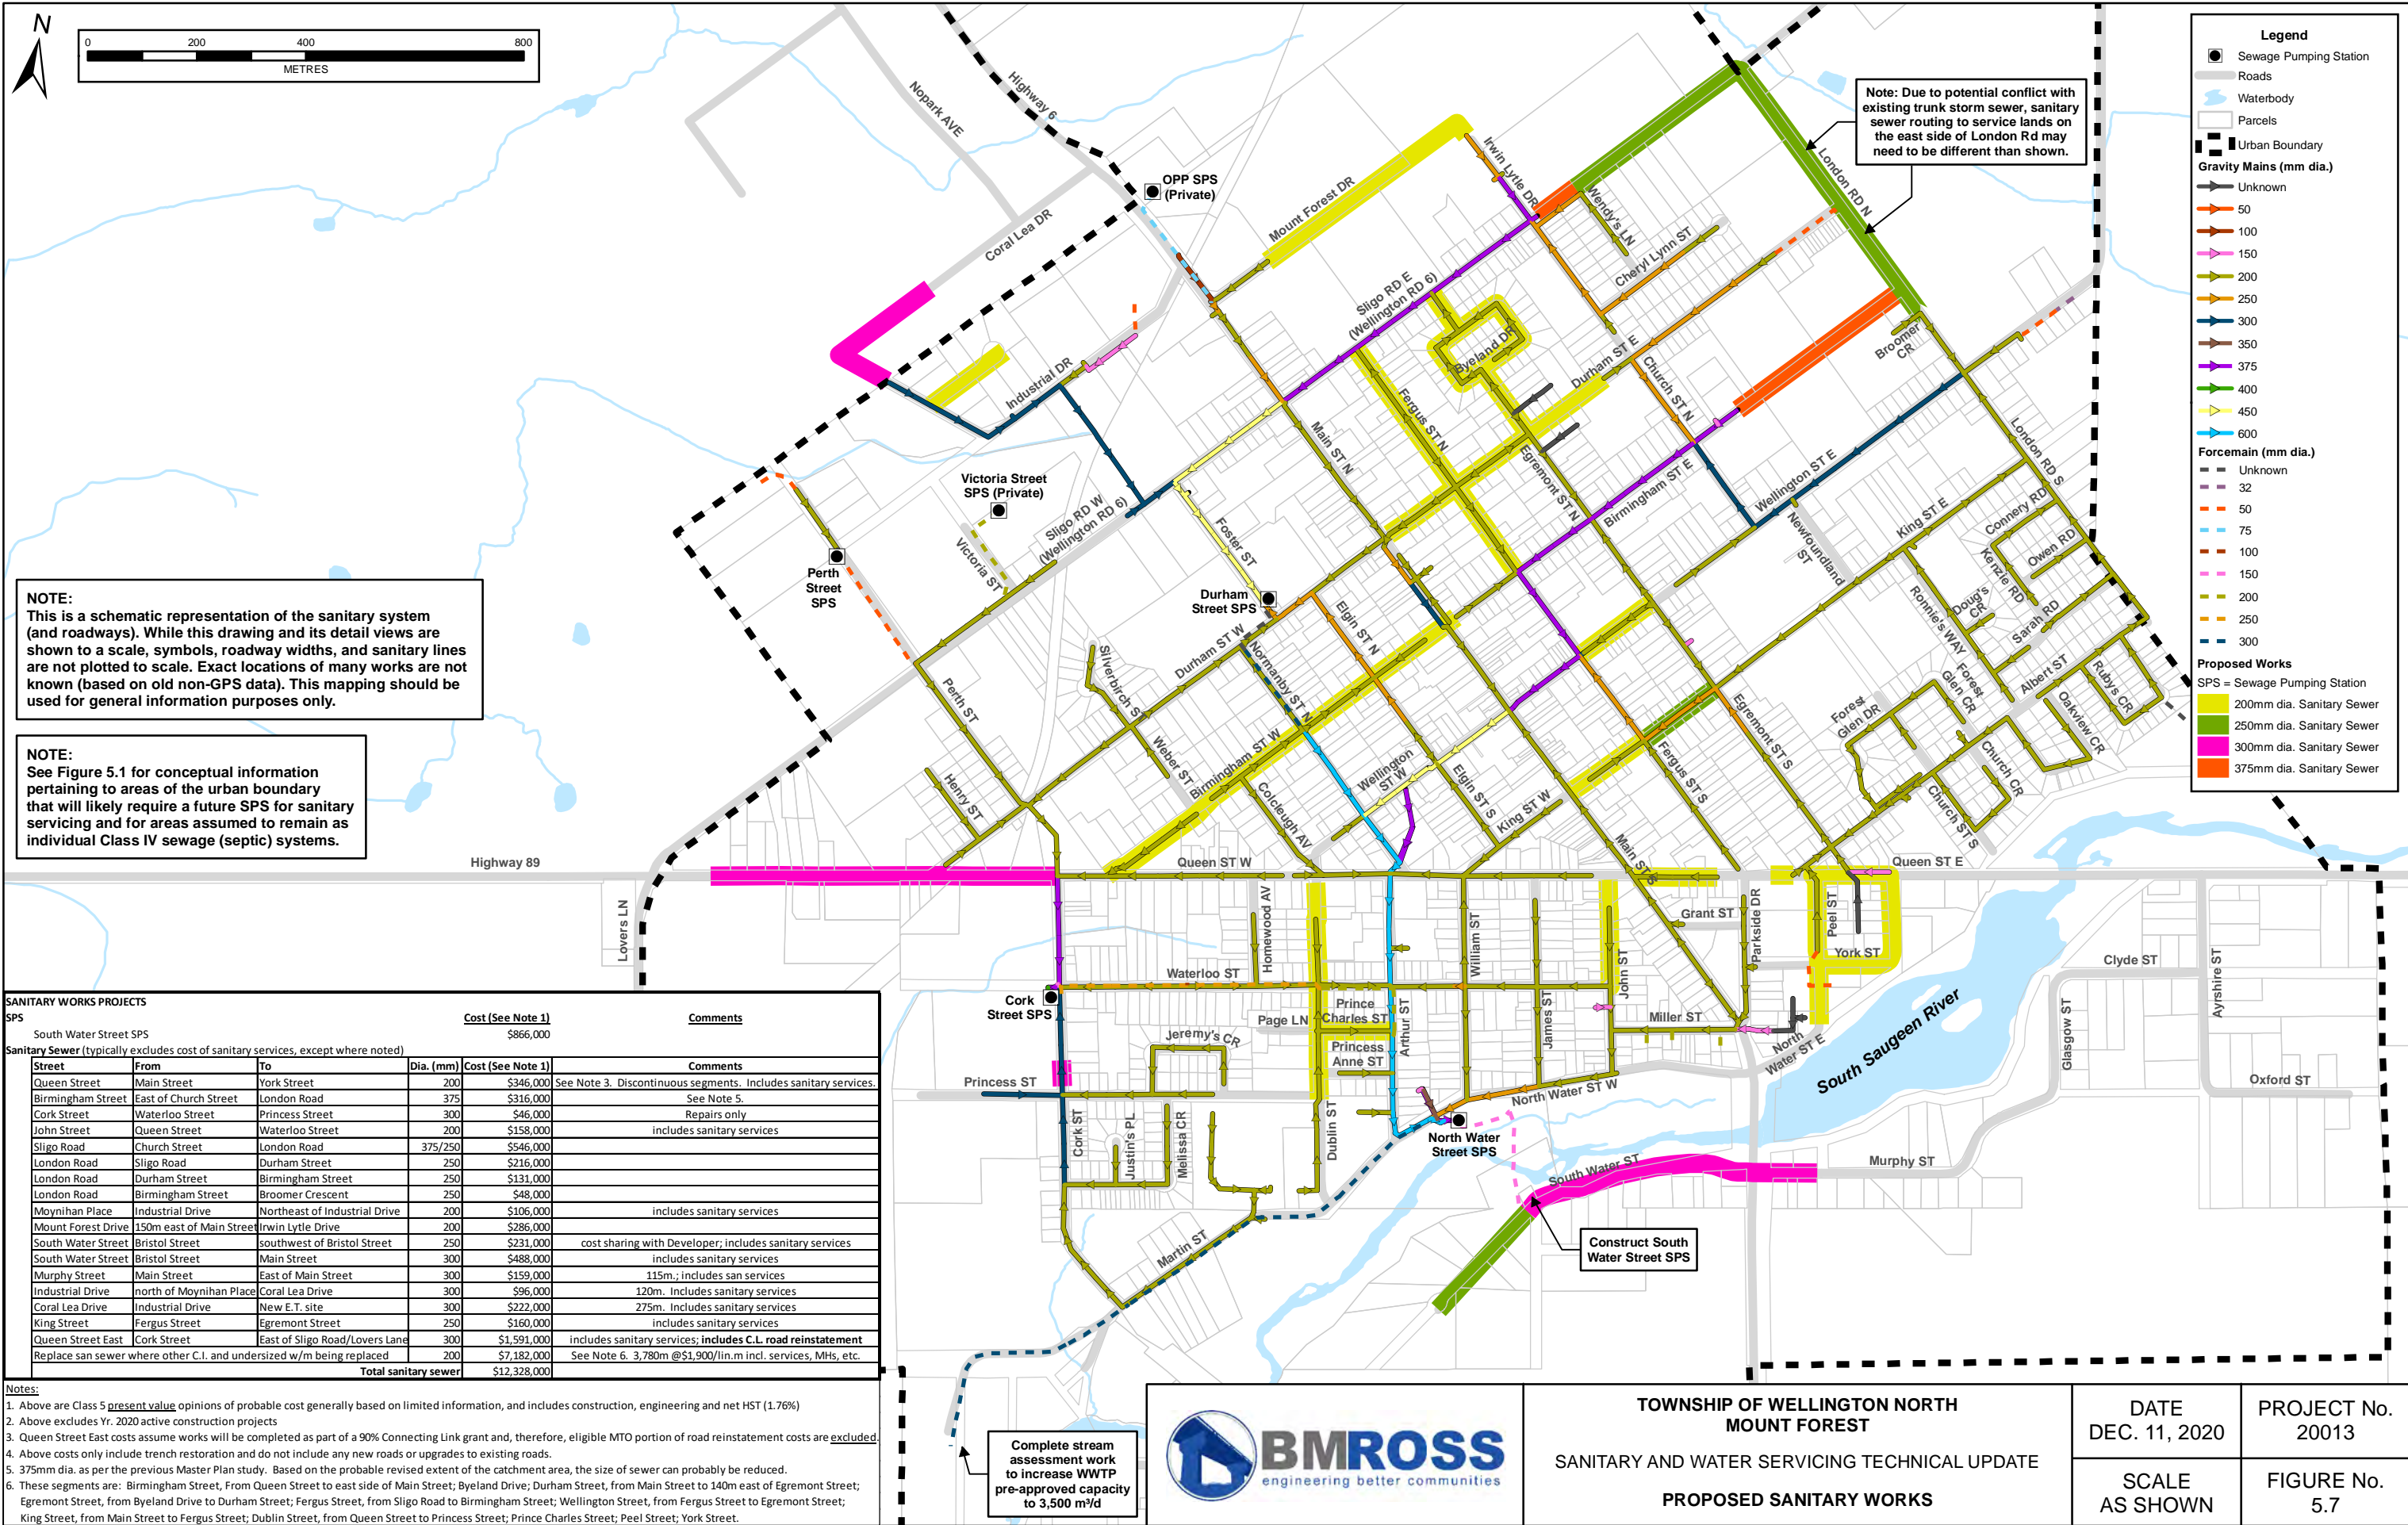 N
0 200 400 800
METRES
Highway 6
Nopark AVE
OPP SPS
(Private)
Coral Lea DR
Mount Forest DR
Irwin Lytle DR
Wendy's LN
London RD N
Note: Due to potential conflict with
existing trunk storm sewer, sanitary
sewer routing to service lands on
the east side of London Rd may
need to be different than shown.
Cheryl Lynn ST
Sligo RD E
(Wellington RD 6)
Byeland DR
Durham ST E
Church ST N
Broomer
CR
Industrial DR
Fergus ST N
Main ST N
Egremont ST N
Birmingham ST E
Wellington ST E
London RD S
Victoria Street
SPS (Private)
Sligo RD W
(Wellington RD 6)
Victoria ST
Foster ST
Newfoundland
ST
King ST E
Connery RD
Kenzie RD
Owen RD
Doug's
CR
Sarah RD
Ronnie's WAY
Perth
Street
SPS
Durham
Street SPS
Elgin ST N
Durham ST W
Normanby ST N
Silverbirch ST
Weber ST
Perth ST
Henry ST
Birmingham ST W
Colcleugh AV
Wellington
ST W
Elgin ST S
King ST W
Fergus ST S
Egremont ST S
Main ST S
Forest
Glen DR
Forest
Glen CR
Albert ST
Rubys CR
Oakview CR
Church CR
Church ST S
NOTE:
This is a schematic representation of the sanitary system
(and roadways). While this drawing and its detail views are
shown to a scale, symbols, roadway widths, and sanitary lines
are not plotted to scale. Exact locations of many works are not
known (based on old non-GPS data). This mapping should be
used for general information purposes only.
NOTE:
See Figure 5.1 for conceptual information
pertaining to areas of the urban boundary
that will likely require a future SPS for sanitary
servicing and for areas assumed to remain as
individual Class IV sewage (septic) systems.
Highway 89
Lovers LN
Queen ST W
Queen ST E
Homewood AV
William ST
Grant ST
Parkside DR
Peel ST
York ST
Waterloo ST
John ST
Cork
Street SPS
Page LN
Prince
Charles ST
Princess
Anne ST
Arthur ST
James ST
Miller ST
North
Water ST E
Jeremy's CR
Princess ST
North Water ST W
Cork ST
Justin's PL
Melissa CR
Dublin ST
North Water
Street SPS
Martin ST
South Water ST
Murphy ST
South Saugeen River
Clyde ST
Glasgow ST
Ayrshire ST
Oxford ST
Construct South
Water Street SPS
Complete stream
assessment work
to increase WWTP
pre-approved capacity
to 3,500 m³/d
Legend
Sewage Pumping Station
Roads
Waterbody
Parcels
Urban Boundary
Gravity Mains (mm dia.)
Unknown
50
100
150
200
250
300
350
375
400
450
600
Forcemain (mm dia.)
Unknown
32
50
75
100
150
200
250
300
Proposed Works
SPS = Sewage Pumping Station
200mm dia. Sanitary Sewer
250mm dia. Sanitary Sewer
300mm dia. Sanitary Sewer
375mm dia. Sanitary Sewer
SANITARY WORKS PROJECTS
SPS Cost (See Note 1) Comments
South Water Street SPS $866,000
Sanitary Sewer (typically excludes cost of sanitary services, except where noted)
Street From To Dia. (mm) Cost (See Note 1) Comments
Queen Street Main Street York Street 200 $346,000 See Note 3. Discontinuous segments. Includes sanitary services.
Birmingham Street East of Church Street London Road 375 $316,000 See Note 5.
Cork Street Waterloo Street Princess Street 300 $46,000 Repairs only
John Street Queen Street Waterloo Street 200 $158,000 includes sanitary services
Sligo Road Church Street London Road 375/250 $546,000
London Road Sligo Road Durham Street 250 $216,000
London Road Durham Street Birmingham Street 250 $131,000
London Road Birmingham Street Broomer Crescent 250 $48,000
Moynihan Place Industrial Drive Northeast of Industrial Drive 200 $106,000 includes sanitary services
Mount Forest Drive 150m east of Main Street Irwin Lytle Drive 200 $286,000
South Water Street Bristol Street southwest of Bristol Street 250 $231,000 cost sharing with Developer; includes sanitary services
South Water Street Bristol Street Main Street 300 $488,000 includes sanitary services
Murphy Street Main Street East of Main Street 300 $159,000 115m.; includes san services
Industrial Drive north of Moynihan Place Coral Lea Drive 300 $96,000 120m. Includes sanitary services
Coral Lea Drive Industrial Drive New E.T. site 300 $222,000 275m. Includes sanitary services
King Street Fergus Street Egremont Street 250 $160,000 includes sanitary services
Queen Street East Cork Street East of Sligo Road/Lovers Lane 300 $1,591,000 includes sanitary services; includes C.L. road reinstatement
Replace san sewer where other C.I. and undersized w/m being replaced 200 $7,182,000 See Note 6. 3,780m @$1,900/lin.m incl. services, MHs, etc.
Total sanitary sewer $12,328,000
Notes:
1. Above are Class 5 present value opinions of probable cost generally based on limited information, and includes construction, engineering and net HST (1.76%)
2. Above excludes Yr. 2020 active construction projects
3. Queen Street East costs assume works will be completed as part of a 90% Connecting Link grant and, therefore, eligible MTO portion of road reinstatement costs are excluded.
4. Above costs only include trench restoration and do not include any new roads or upgrades to existing roads.
5. 375mm dia. as per the previous Master Plan study. Based on the probable revised extent of the catchment area, the size of sewer can probably be reduced.
6. These segments are: Birmingham Street, From Queen Street to east side of Main Street; Byeland Drive; Durham Street, from Main Street to 140m east of Egremont Street;
Egremont Street, from Byeland Drive to Durham Street; Fergus Street, from Sligo Road to Birmingham Street; Wellington Street, from Fergus Street to Egremont Street;
King Street, from Main Street to Fergus Street; Dublin Street, from Queen Street to Princess Street; Prince Charles Street; Peel Street; York Street.
BMROSS
engineering better communities
TOWNSHIP OF WELLINGTON NORTH
MOUNT FOREST
SANITARY AND WATER SERVICING TECHNICAL UPDATE
PROPOSED SANITARY WORKS
DATE
DEC. 11, 2020
PROJECT No.
20013
SCALE
AS SHOWN
FIGURE No.
5.7